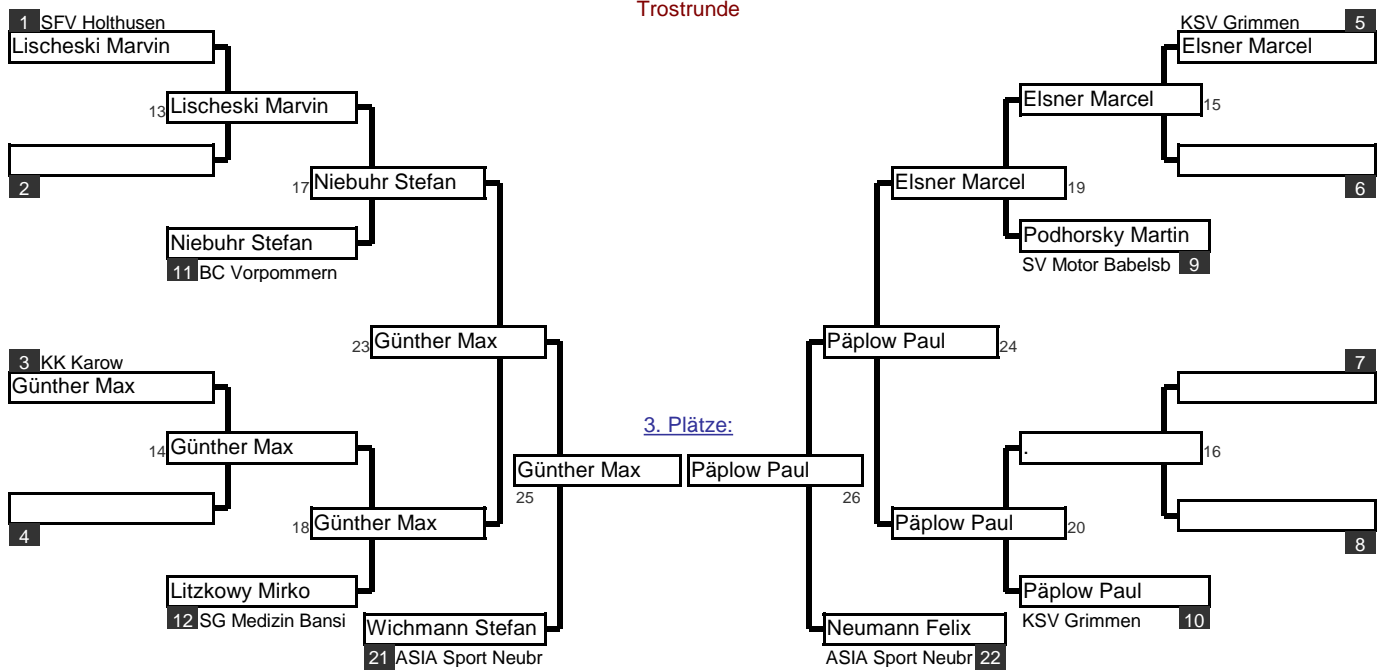 Trostrunde
1 SFV Holthusen
KSV Grimmen 5
Lischeski Marvin
Elsner Marcel
13 Lischeski Marvin
Elsner Marcel 15
2
17 Niebuhr Stefan
Elsner Marcel 19
6
Niebuhr Stefan
Podhorsky Martin
11 BC Vorpommern
SV Motor Babelsb 9
23 Günther Max
Päplow Paul 24
3 KK Karow
7
Günther Max
3. Plätze:
14 Günther Max
. 16
Günther Max
Päplow Paul
25
26
4
18 Günther Max
Päplow Paul 20
8
Litzkowy Mirko
Päplow Paul
12 SG Medizin Bansi
KSV Grimmen 10
Wichmann Stefan
Neumann Felix
21 ASIA Sport Neubr
ASIA Sport Neubr 22